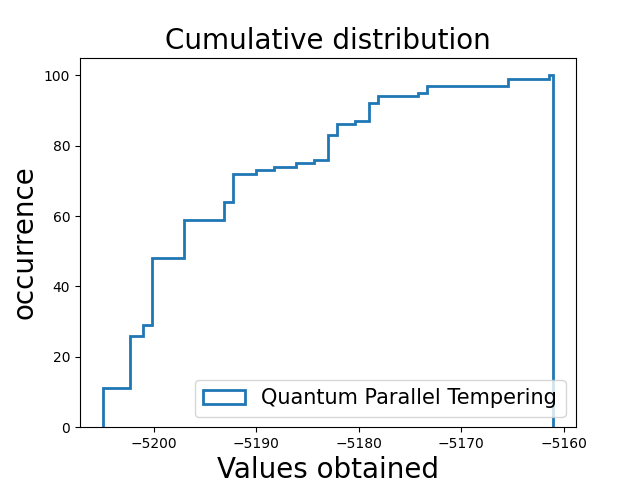 Cumulative distribution
occurrence
100
80
60
40
20
0
Quantum Parallel Tempering
−5200 −5190 −5180 −5170 −5160
Values obtained